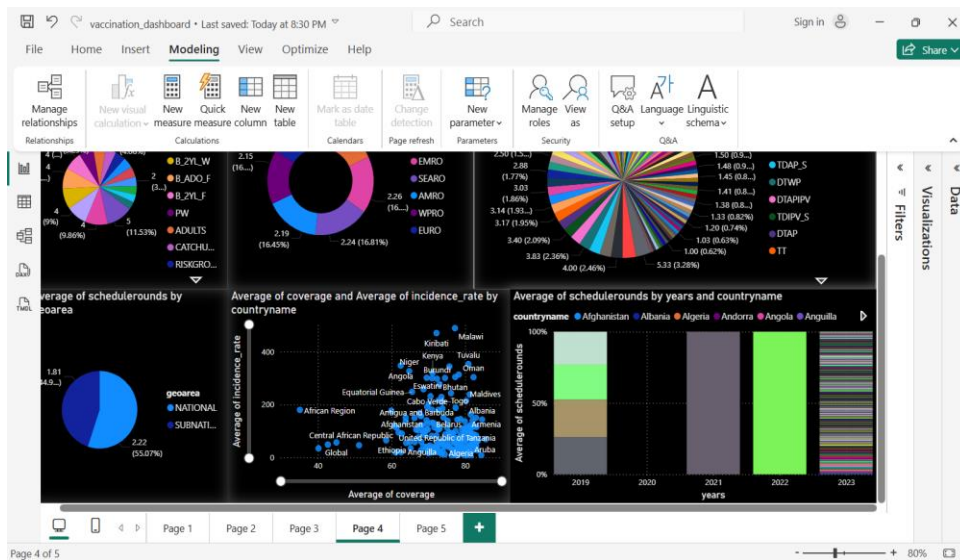 vaccination_dashboard • Last saved: Today at 8:30 PM
Search
Sign in
File Home Insert Modeling View Optimize Help
Share
Manage relationships
New visual calculation
New measure
Quick measure
New column
New table
Mark as date table
Change detection
New parameter
Manage roles
View as
Q&A setup
Language
Linguistic schema
Relationships
Calculations
Calendars
Page refresh
Parameters
Security
Q&A
4 (...
2
(3...
4
(9%)
4
(9.86%)
5
(11.53%)
B_2YL_W
B_ADO_F
B_2YL_F
PW
ADULTS
CATCHU...
RISKGRO...
2.15
(16....
2.26
(16....
2.19
(16.45%)
2.24 (16.81%)
EMRO
SEARO
AMRO
WPRO
EURO
2.88
(1.77%)
3.03
(1.86%)
3.14 (1.93...
3.17 (1.95%)
3.40 (2.09%)
3.83 (2.36%)
4.00 (2.46%)
5.33 (3.28%)
1.00 (0.62%)
1.03 (0.63%)
1.20 (0.74%)
1.33 (0.82%)
1.38 (0.8...
1.41 (0.8...
1.45 (0.8...
1.48 (0.9...
1.50 (0.9...
TDAP_S
DTWP
DTAPIPV
TDIPV_S
DTAP
TT
Filters
Visualizations
Data
verage of schedulerounds by
eoarea
1.81
44.9...)
2.22
(55.07%)
geoarea
NATIONAL
SUBNATI...
Average of coverage and Average of incidence_rate by
countryname
Average of incidence_rate
400
200
0
Malawi
Kiribati
Kenya
Tuvalu
Niger
Burundi
Oman
Angola
Eswatini
Bhutan
Equatorial Guinea
Maldives
Cabo Verde
Togo
African Region
Antigua and Barbuda
Albania
Afghanistan
Belarus
Armenia
Central African Republic
United Republic of Tanzania
Global
Ethiopia
Anguilla
Algeria
Aruba
40 60 80
Average of coverage
Average of schedulerounds by years and countryname
countryname Afghanistan Albania Algeria Andorra Angola Anguilla
Average of schedulerounds
100%
50%
0%
2019 2020 2021 2022 2023
years
Page 1 Page 2 Page 3 Page 4 Page 5
Page 4 of 5
80%